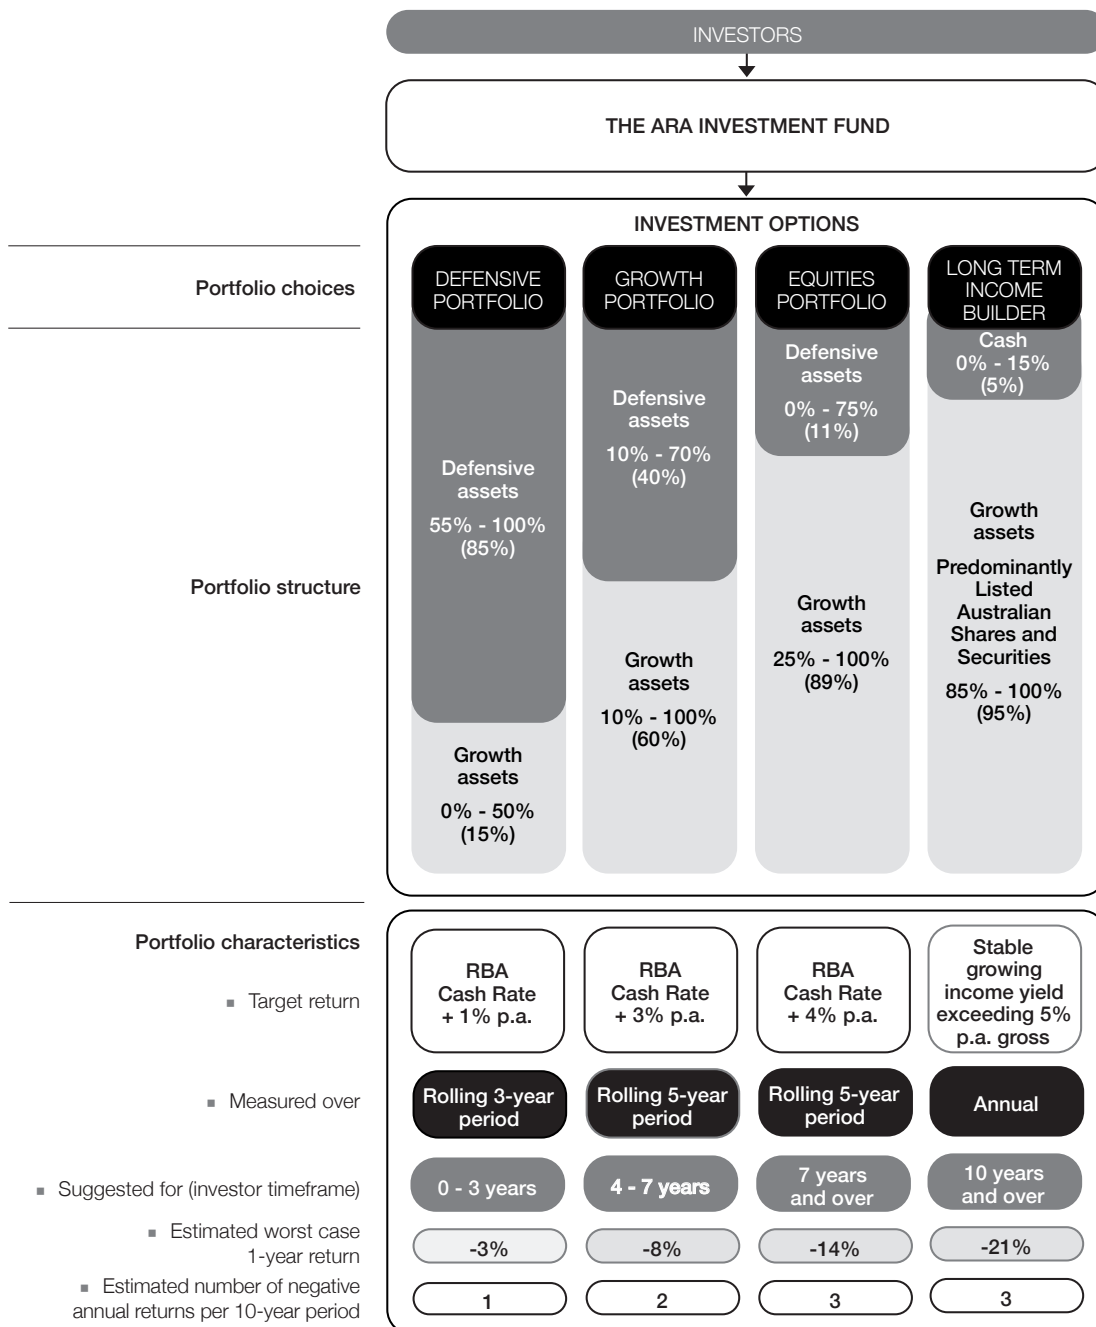 INVESTORS
THE ARA INVESTMENT FUND
INVESTMENT OPTIONS
Portfolio choices
DEFENSIVE
PORTFOLIO
GROWTH
PORTFOLIO
EQUITIES
PORTFOLIO
LONG TERM
INCOME
BUILDER
Portfolio structure
Defensive
assets
55% - 100%
(85%)
Growth
assets
0% - 50%
(15%)
Defensive
assets
10% - 70%
(40%)
Growth
assets
10% - 100%
(60%)
Defensive
assets
0% - 75%
(11%)
Growth
assets
25% - 100%
(89%)
Cash
0% - 15%
(5%)
Growth
assets
Predominantly
Listed
Australian
Shares and
Securities
85% - 100%
(95%)
Portfolio characteristics
■ Target return
RBA
Cash Rate
+ 1% p.a.
RBA
Cash Rate
+ 3% p.a.
RBA
Cash Rate
+ 4% p.a.
Stable
growing
income yield
exceeding 5%
p.a. gross
■ Measured over
Rolling 3-year
period
Rolling 5-year
period
Rolling 5-year
period
Annual
■ Suggested for (investor timeframe)
0 - 3 years
4 - 7 years
7 years
and over
10 years
and over
■ Estimated worst case
1-year return
-3%
-8%
-14%
-21%
■ Estimated number of negative
annual returns per 10-year period
1
2
3
3